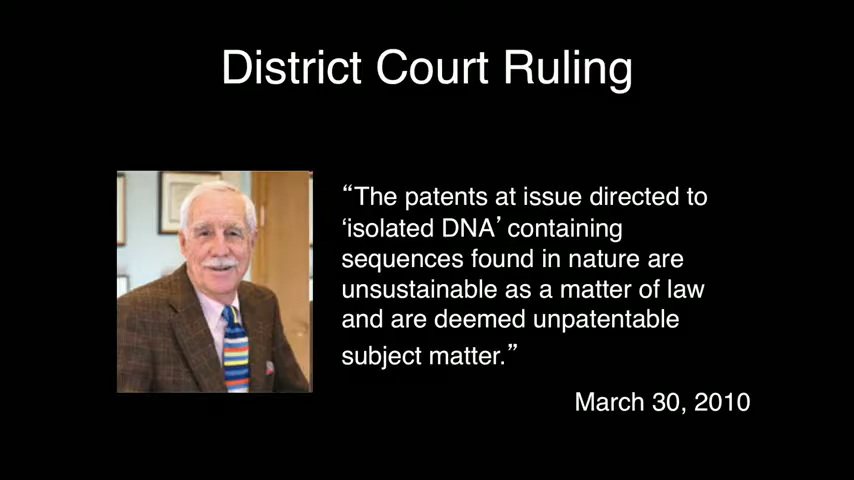 District Court Ruling
“The patents at issue directed to
‘isolated DNA’ containing
sequences found in nature are
unsustainable as a matter of law
and are deemed unpatentable
subject matter.”
March 30, 2010